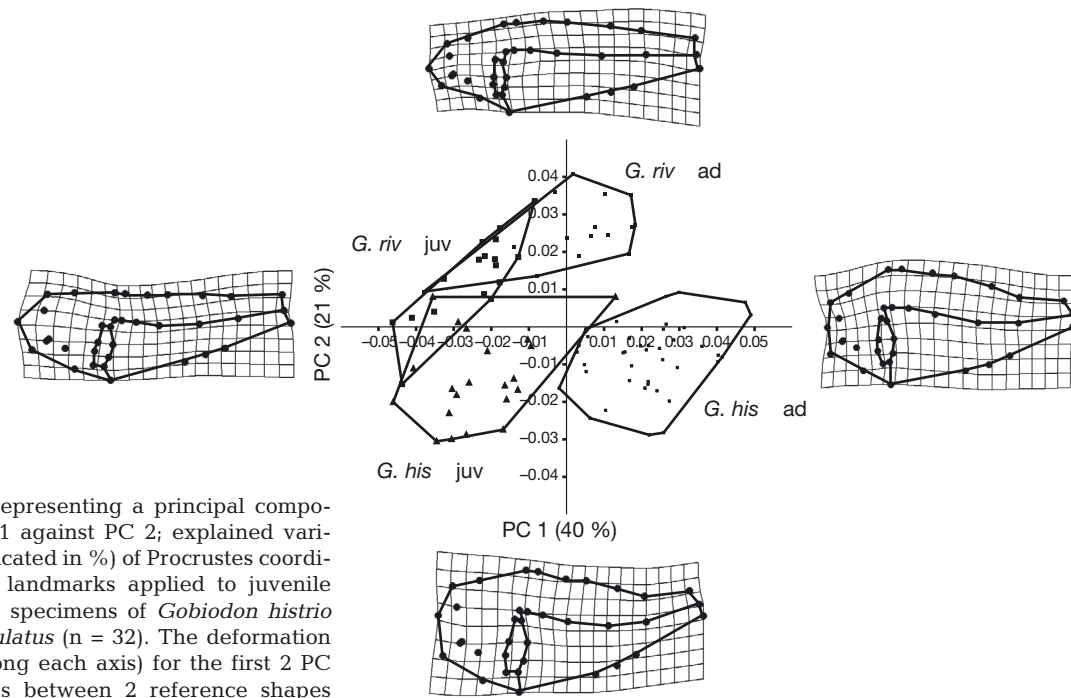 G. riv ad
G. riv juv
G. his ad
G. his juv
0.04
0.03
0.02
0.01
−0.05 −0.04 −0.03 −0.02 −0.01 0.01 0.02 0.03 0.04 0.05
−0.01
−0.02
−0.03
−0.04
PC 2 (21 %)
PC 1 (40 %)
epresenting a principal compo-
1 against PC 2; explained vari-
licated in %) of Procrustes coordi-
landmarks applied to juvenile
specimens of Gobiodon histrio
ulatus (n = 32). The deformation
ong each axis) for the first 2 PC
s between 2 reference shapes